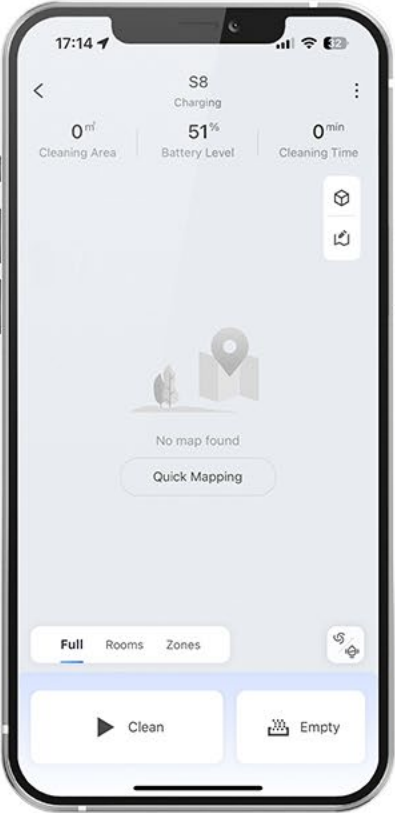 17:14
32
S8
Charging
0㎡ 51% 0min
Cleaning Area Battery Level Cleaning Time
No map found
Quick Mapping
Full Rooms Zones
Clean Empty